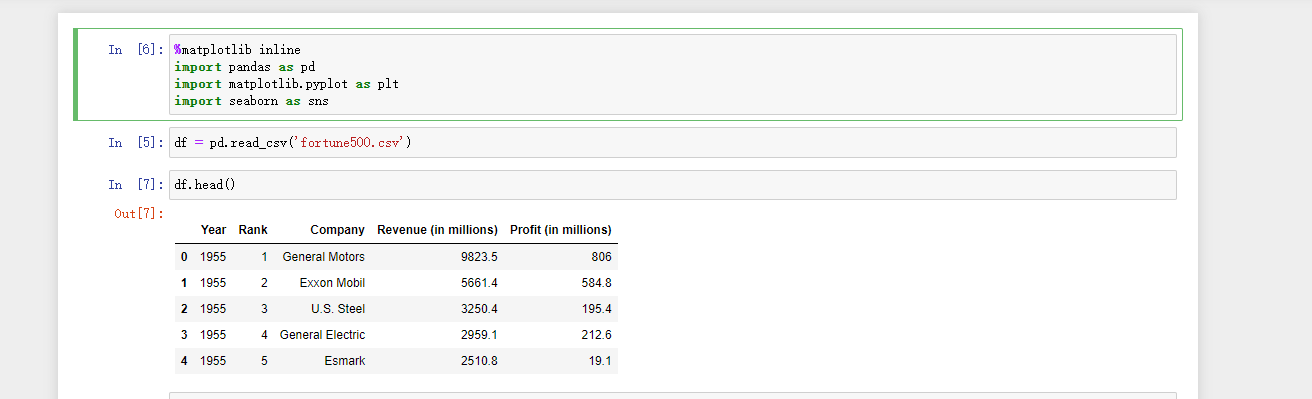 In [6]: %matplotlib inline
import pandas as pd
import matplotlib.pyplot as plt
import seaborn as sns
In [5]: df = pd.read_csv('fortune500.csv')
In [7]: df.head()
Out[7]:
Year Rank Company Revenue (in millions) Profit (in millions)
0 1955 1 General Motors 9823.5 806
1 1955 2 Exxon Mobil 5661.4 584.8
2 1955 3 U.S. Steel 3250.4 195.4
3 1955 4 General Electric 2959.1 212.6
4 1955 5 Esmark 2510.8 19.1